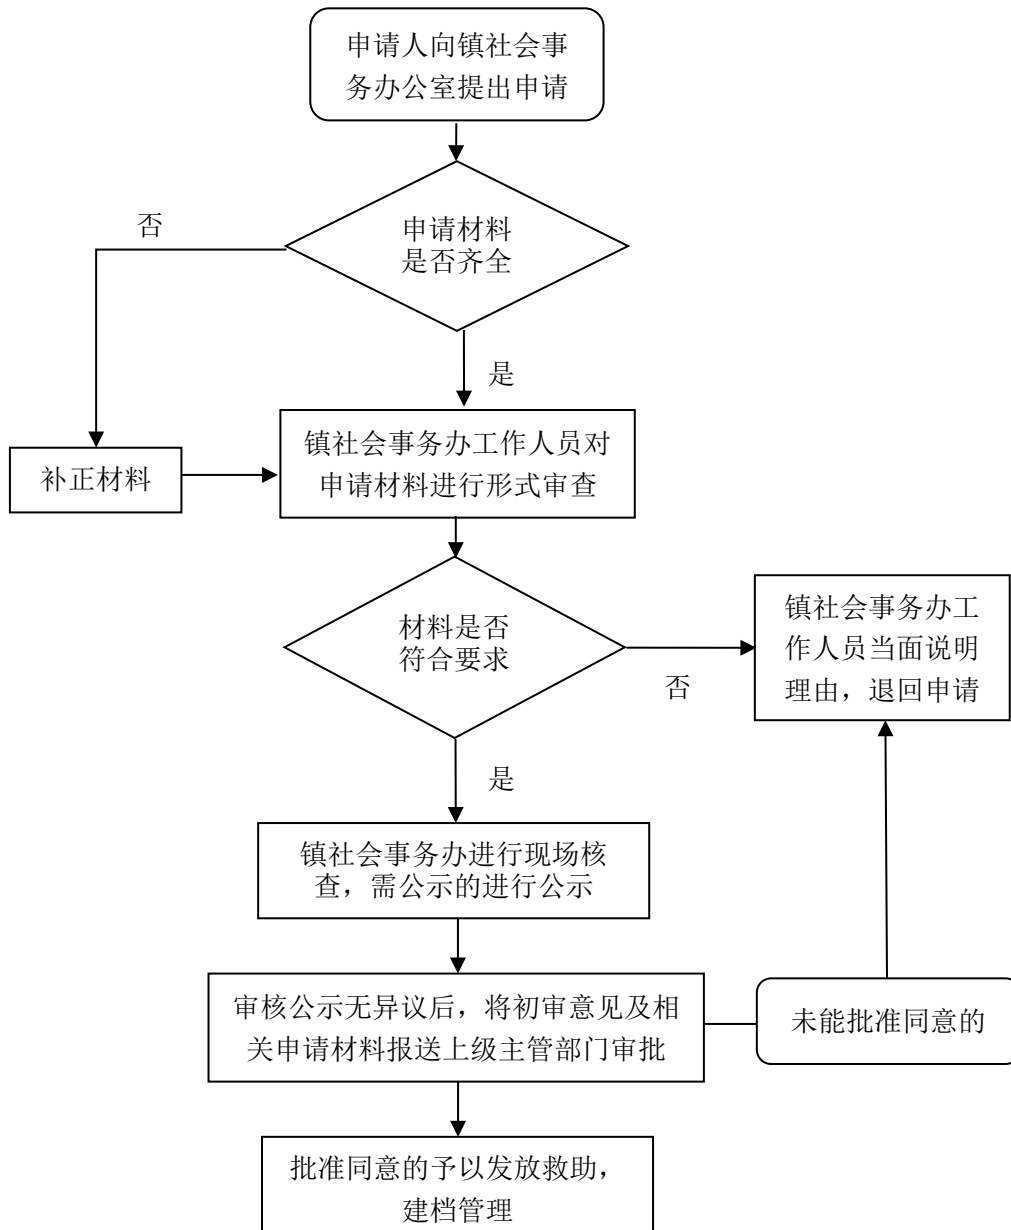 申请人向镇社会事
务办公室提出申请
否
申请材料
是否齐全
是
补正材料
镇社会事务办工作人员对
申请材料进行形式审查
材料是否
符合要求
否
镇社会事务办工
作人员当面说明
理由，退回申请
是
镇社会事务办进行现场核
查，需公示的进行公示
审核公示无异议后，将初审意见及相
关申请材料报送上级主管部门审批
未能批准同意的
批准同意的予以发放救助，
建档管理